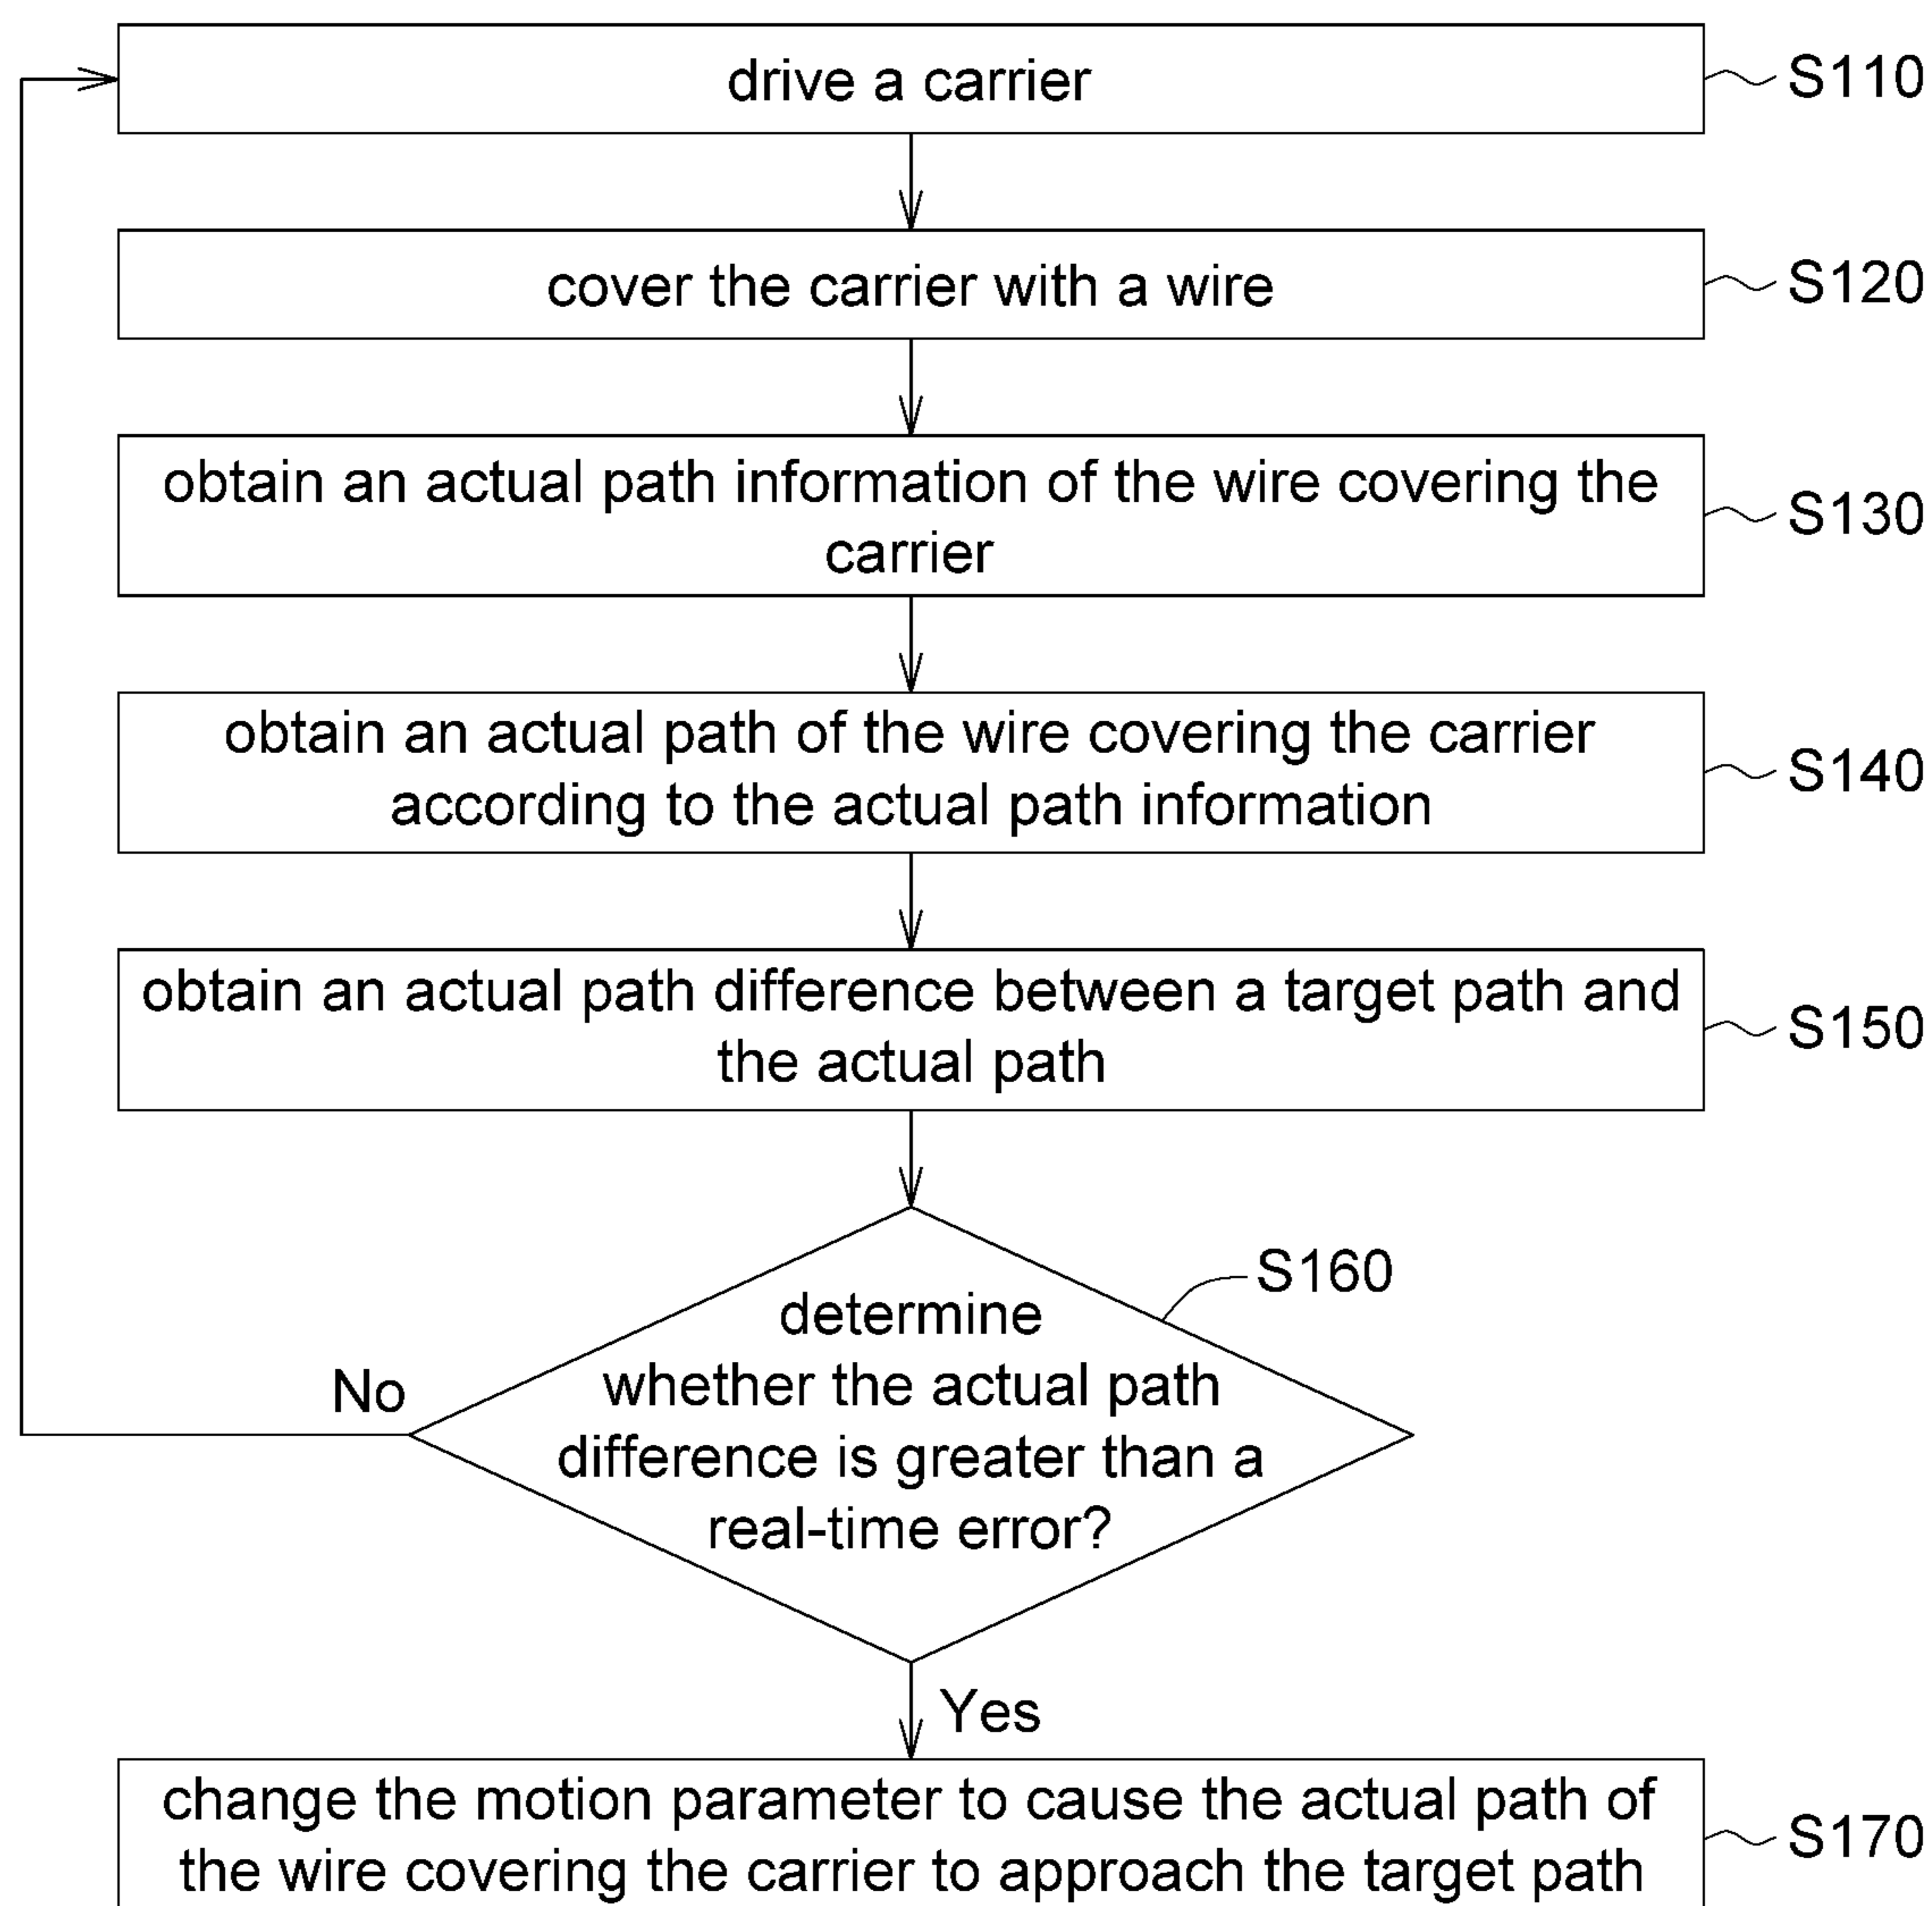 drive a carrier
S110
cover the carrier with a wire
S120
obtain an actual path information of the wire covering the
carrier
S130
obtain an actual path of the wire covering the carrier
according to the actual path information
S140
obtain an actual path difference between a target path and
the actual path
S150
S160
determine
whether the actual path
difference is greater than a
real-time error?
No
Yes
change the motion parameter to cause the actual path of
the wire covering the carrier to approach the target path
S170